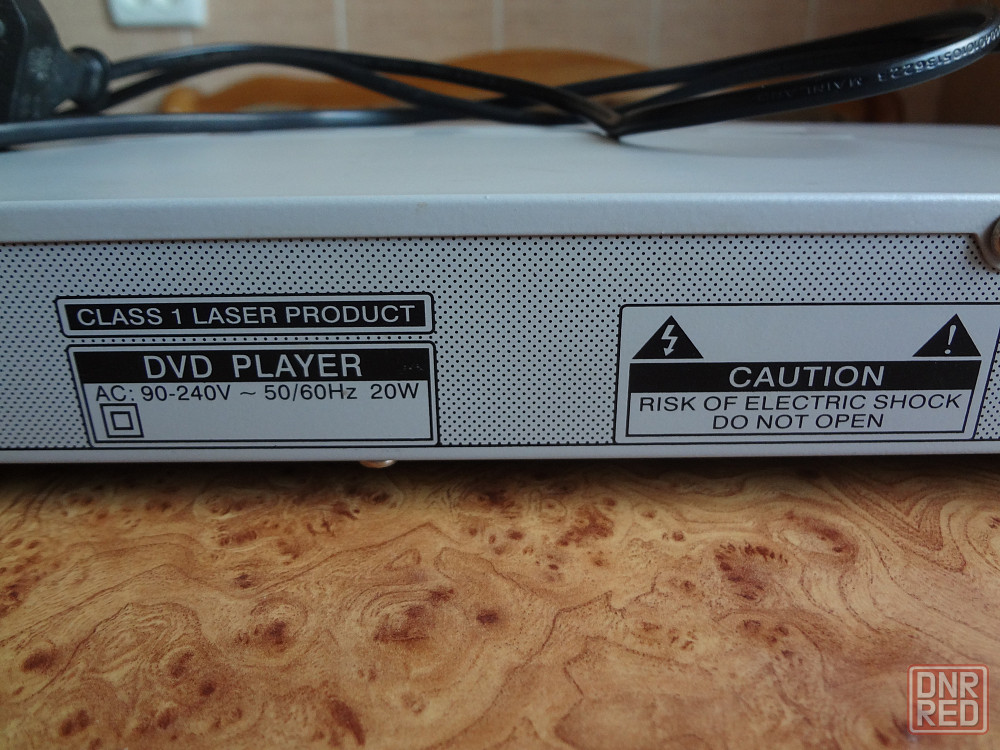 CLASS 1 LASER PRODUCT
DVD PLAYER
AC: 90-240V ~ 50/60Hz 20W
CAUTION
RISK OF ELECTRIC SHOCK
DO NOT OPEN
DNR
RED